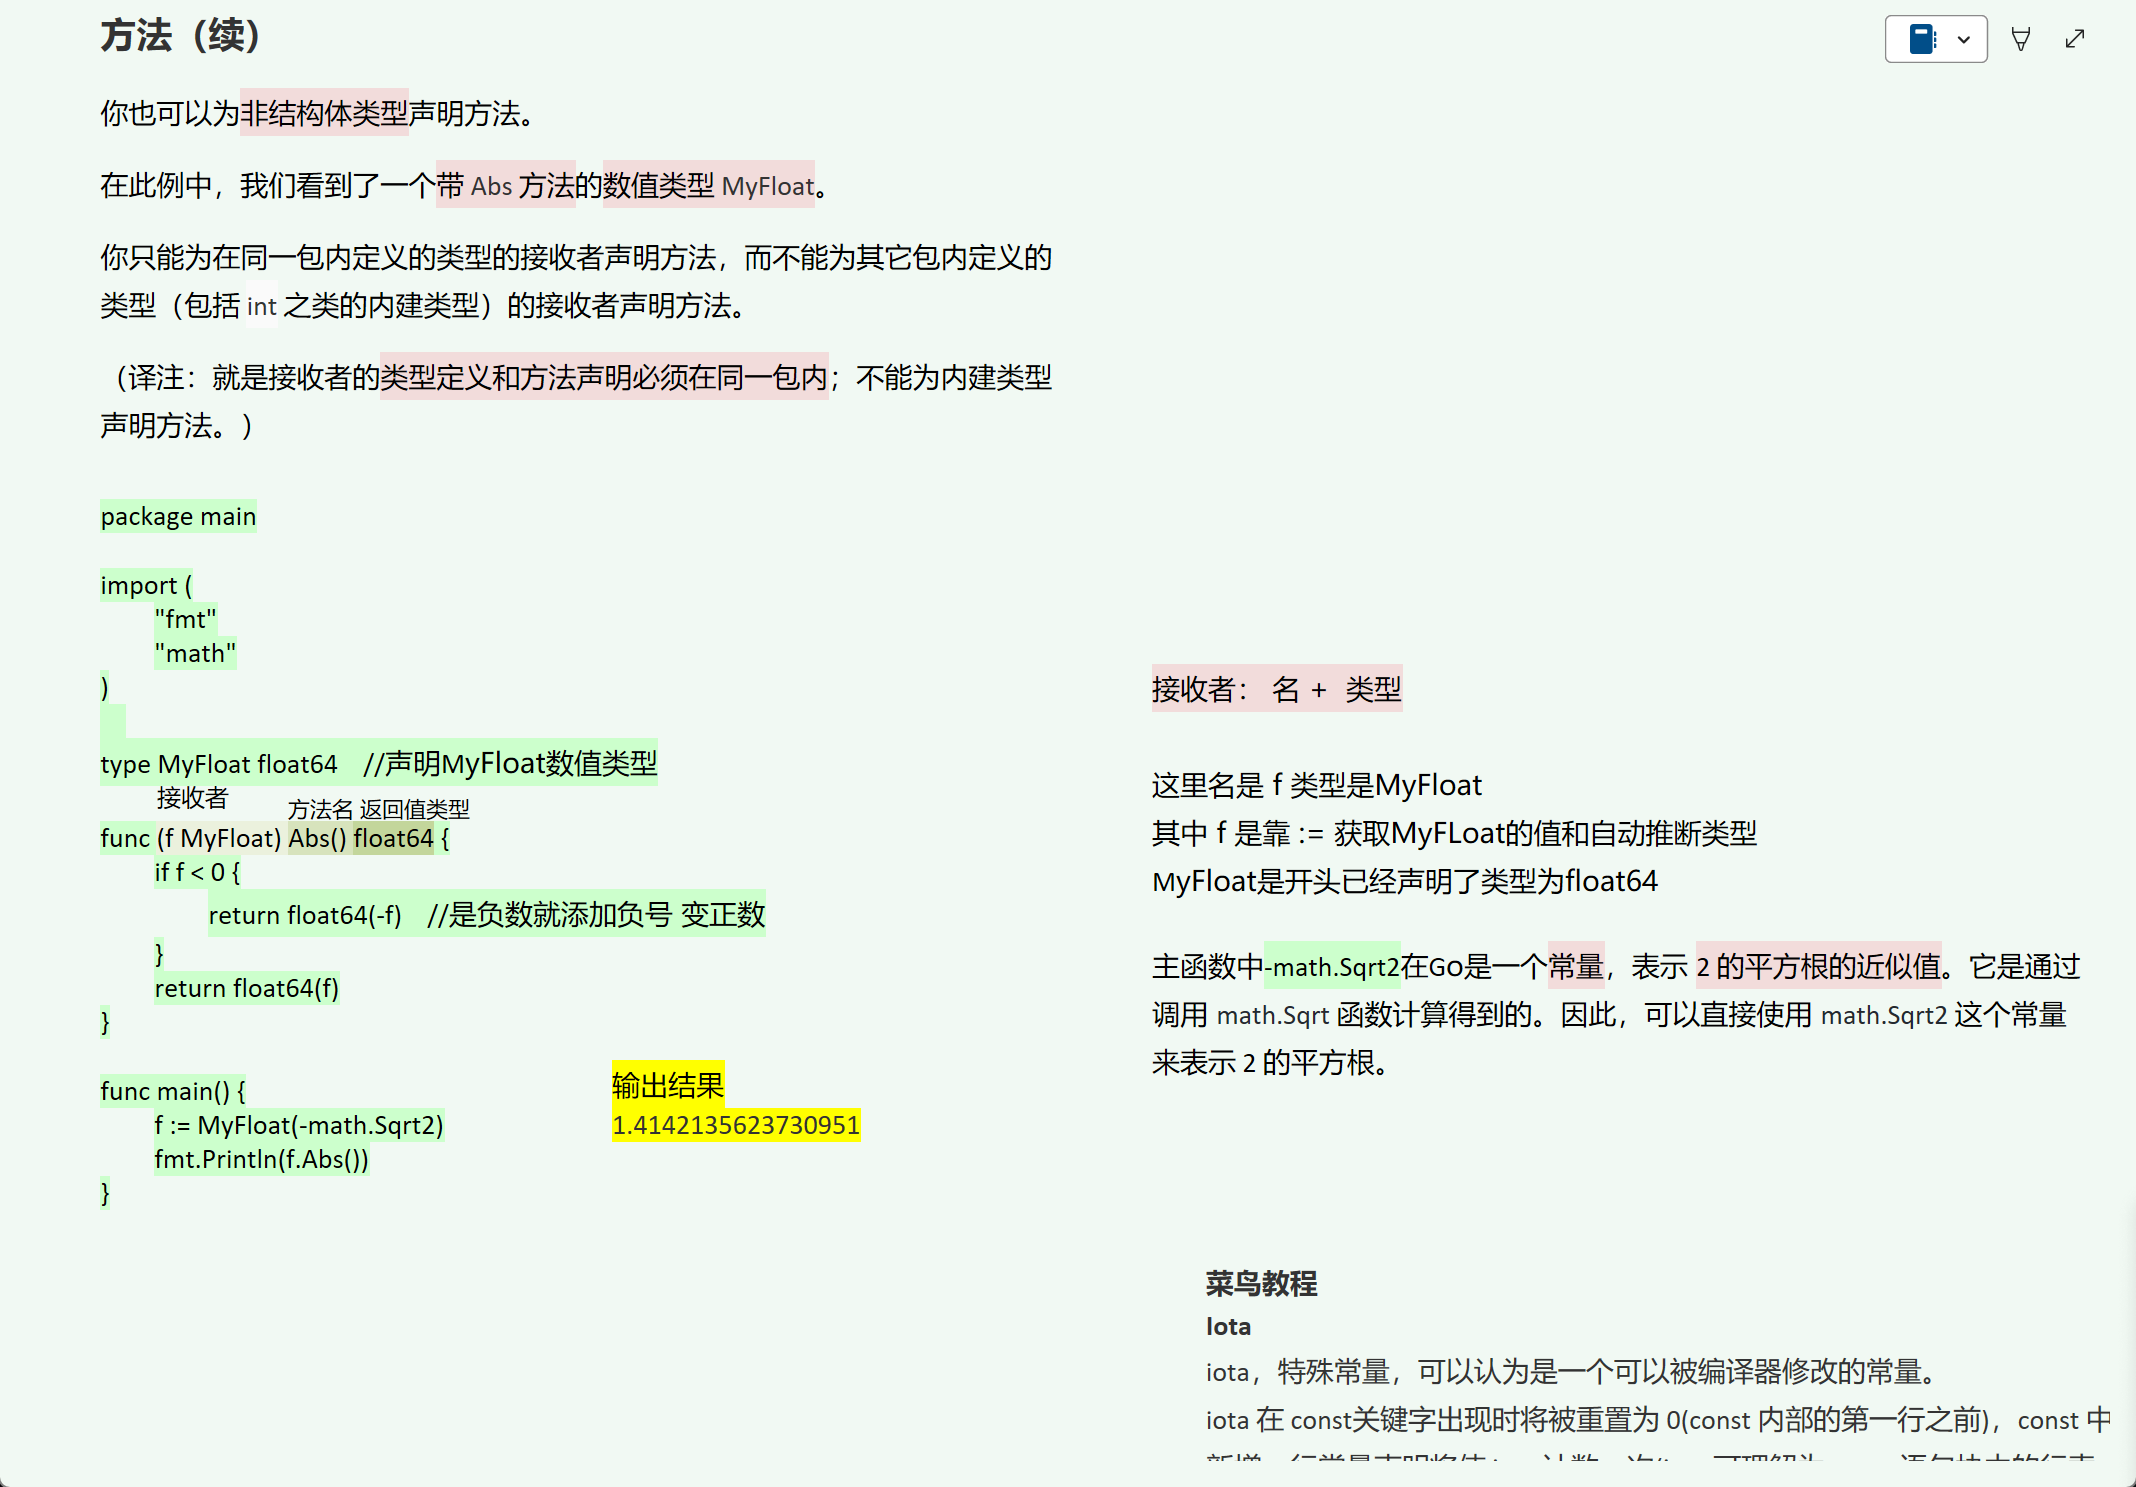 方法（续）
你也可以为非结构体类型声明方法。
在此例中，我们看到了一个带 Abs 方法的数值类型 MyFloat。
你只能为在同一包内定义的类型的接收者声明方法，而不能为其它包内定义的
类型（包括 int 之类的内建类型）的接收者声明方法。
（译注：就是接收者的类型定义和方法声明必须在同一包内；不能为内建类型
声明方法。）
package main
import (
"fmt"
"math"
)
type MyFloat float64 //声明MyFloat数值类型
接收者 方法名 返回值类型
func (f MyFloat) Abs() float64 {
if f < 0 {
return float64(-f) //是负数就添加负号 变正数
}
return float64(f)
}
func main() {
f := MyFloat(-math.Sqrt2)
fmt.Println(f.Abs())
}
输出结果
1.4142135623730951
接收者： 名 + 类型
这里名是 f 类型是MyFloat
其中 f 是靠 := 获取MyFLoat的值和自动推断类型
MyFloat是开头已经声明了类型为float64
主函数中-math.Sqrt2在Go是一个常量，表示 2 的平方根的近似值。它是通过
调用 math.Sqrt 函数计算得到的。因此，可以直接使用 math.Sqrt2 这个常量
来表示 2 的平方根。
菜鸟教程
Iota
iota，特殊常量，可以认为是一个可以被编译器修改的常量。
iota 在 const关键字出现时将被重置为 0(const 内部的第一行之前)，const 中